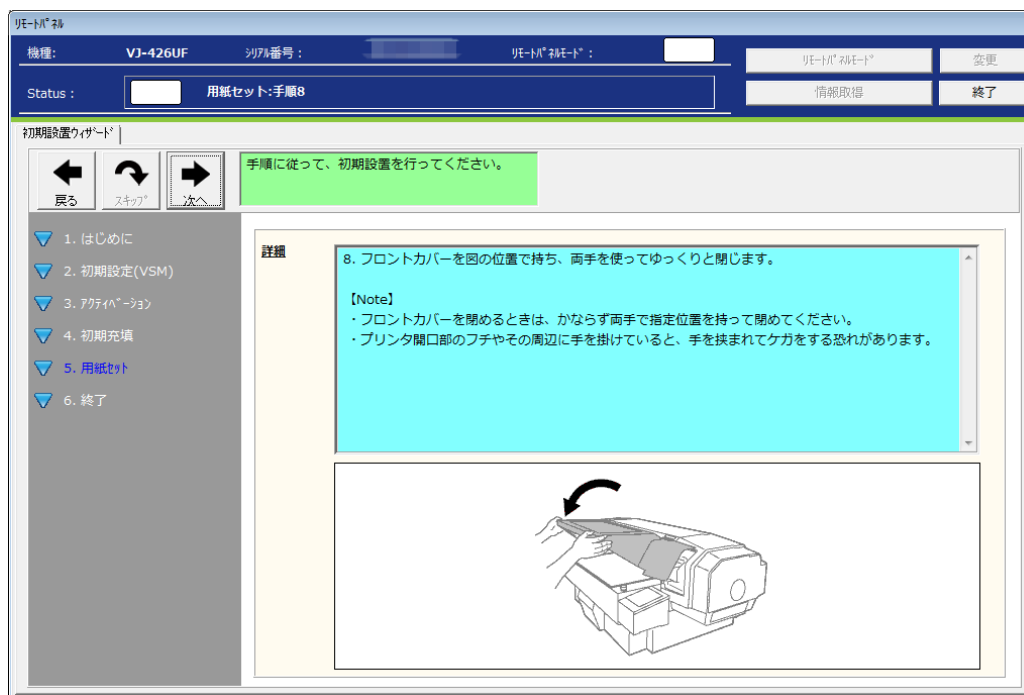 リモートパネル
機種: VJ-426UF シリアル番号: リモートパネルモード:
リモートパネルモード 変更
Status: 用紙セット:手順8
情報取得 終了
初期設置ウィザード
戻る スキップ 次へ
手順に従って、初期設置を行ってください。
1. はじめに
2. 初期設定(VSM)
3. アクティベーション
4. 初期充填
5. 用紙セット
6. 終了
詳細
8. フロントカバーを図の位置で持ち、両手を使ってゆっくりと閉じます。
【Note】
・フロントカバーを閉めるときは、かならず両手で指定位置を持って閉めてください。
・プリンタ開口部のフチやその周辺に手を掛けていると、手を挟まれてケガをする恐れがあります。